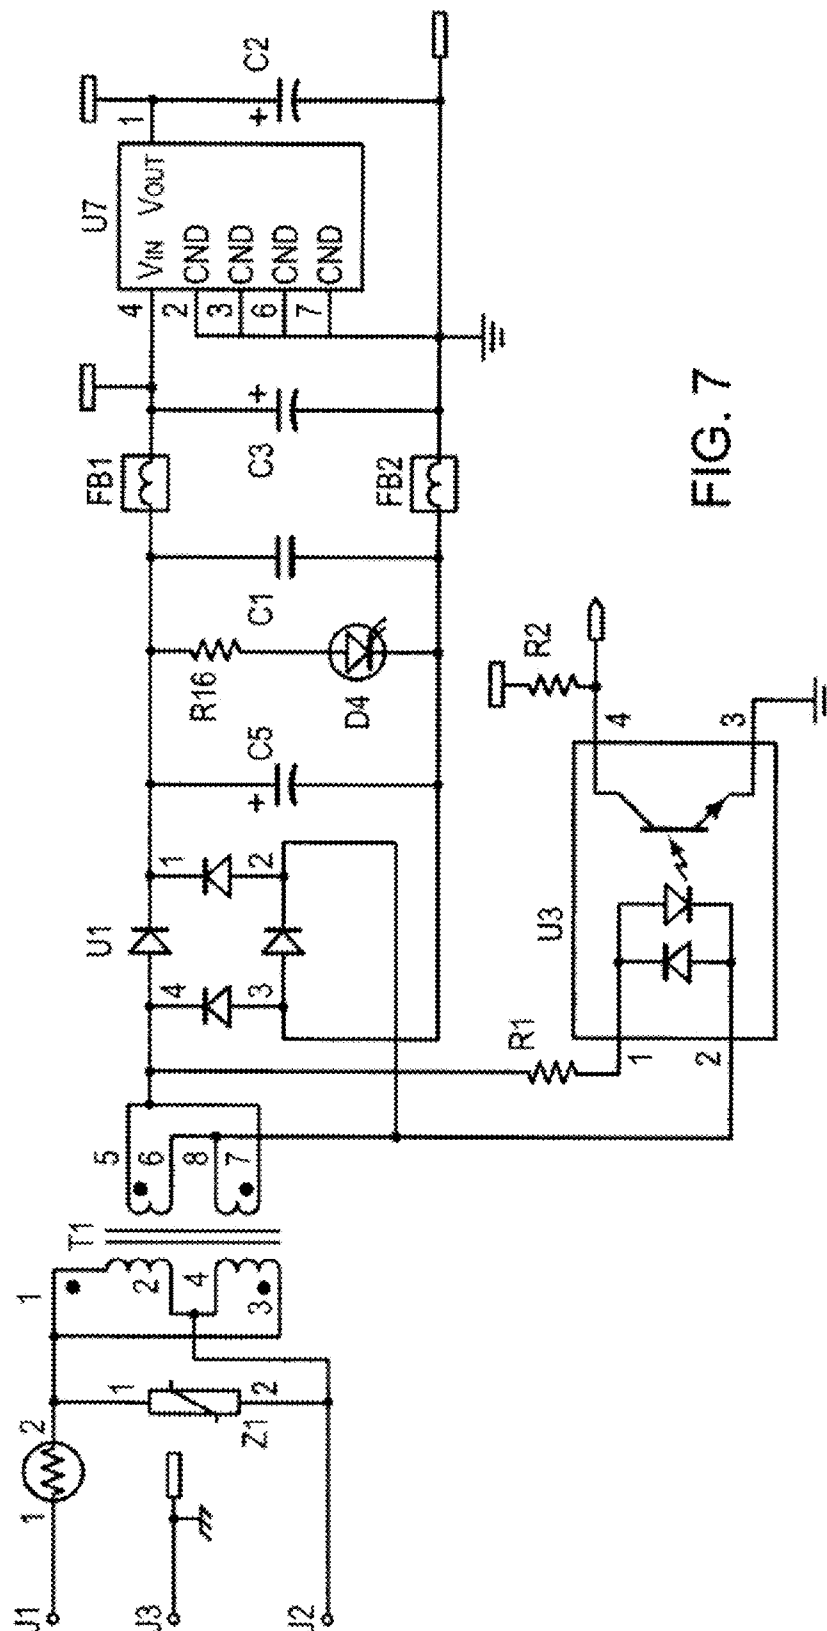 J1
J3
J2
1
2
1
2
Z1
1
2
4
3
T1
5
6
8
7
U1
4
1
3
2
R1
1
2
U3
4
3
R2
C5
+
R16
D4
C1
FB1
FB2
C3
+
U7
4
2
3
6
7
VIN
CND
CND
CND
CND
VOUT
1
C2
+
FIG. 7